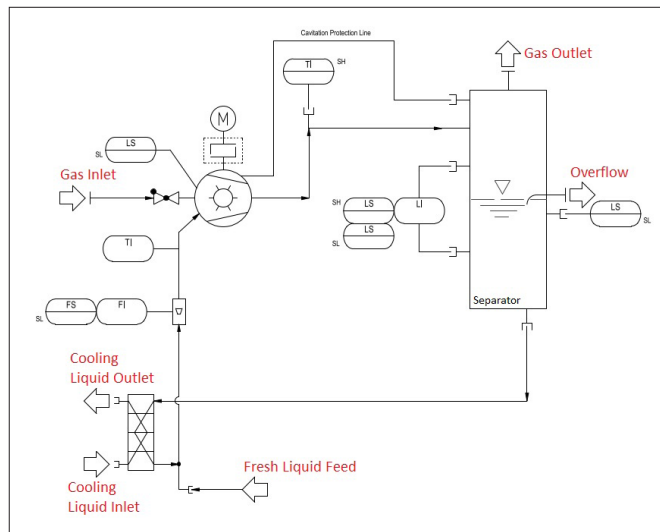 Cavitation Protection Line
TI
SH
Gas Outlet
M
LS
SL
Gas Inlet
Overflow
SH
LS
LI
LS
SL
LS
SL
TI
FS
FI
SL
Separator
Cooling
Liquid Outlet
Fresh Liquid Feed
Cooling
Liquid Inlet